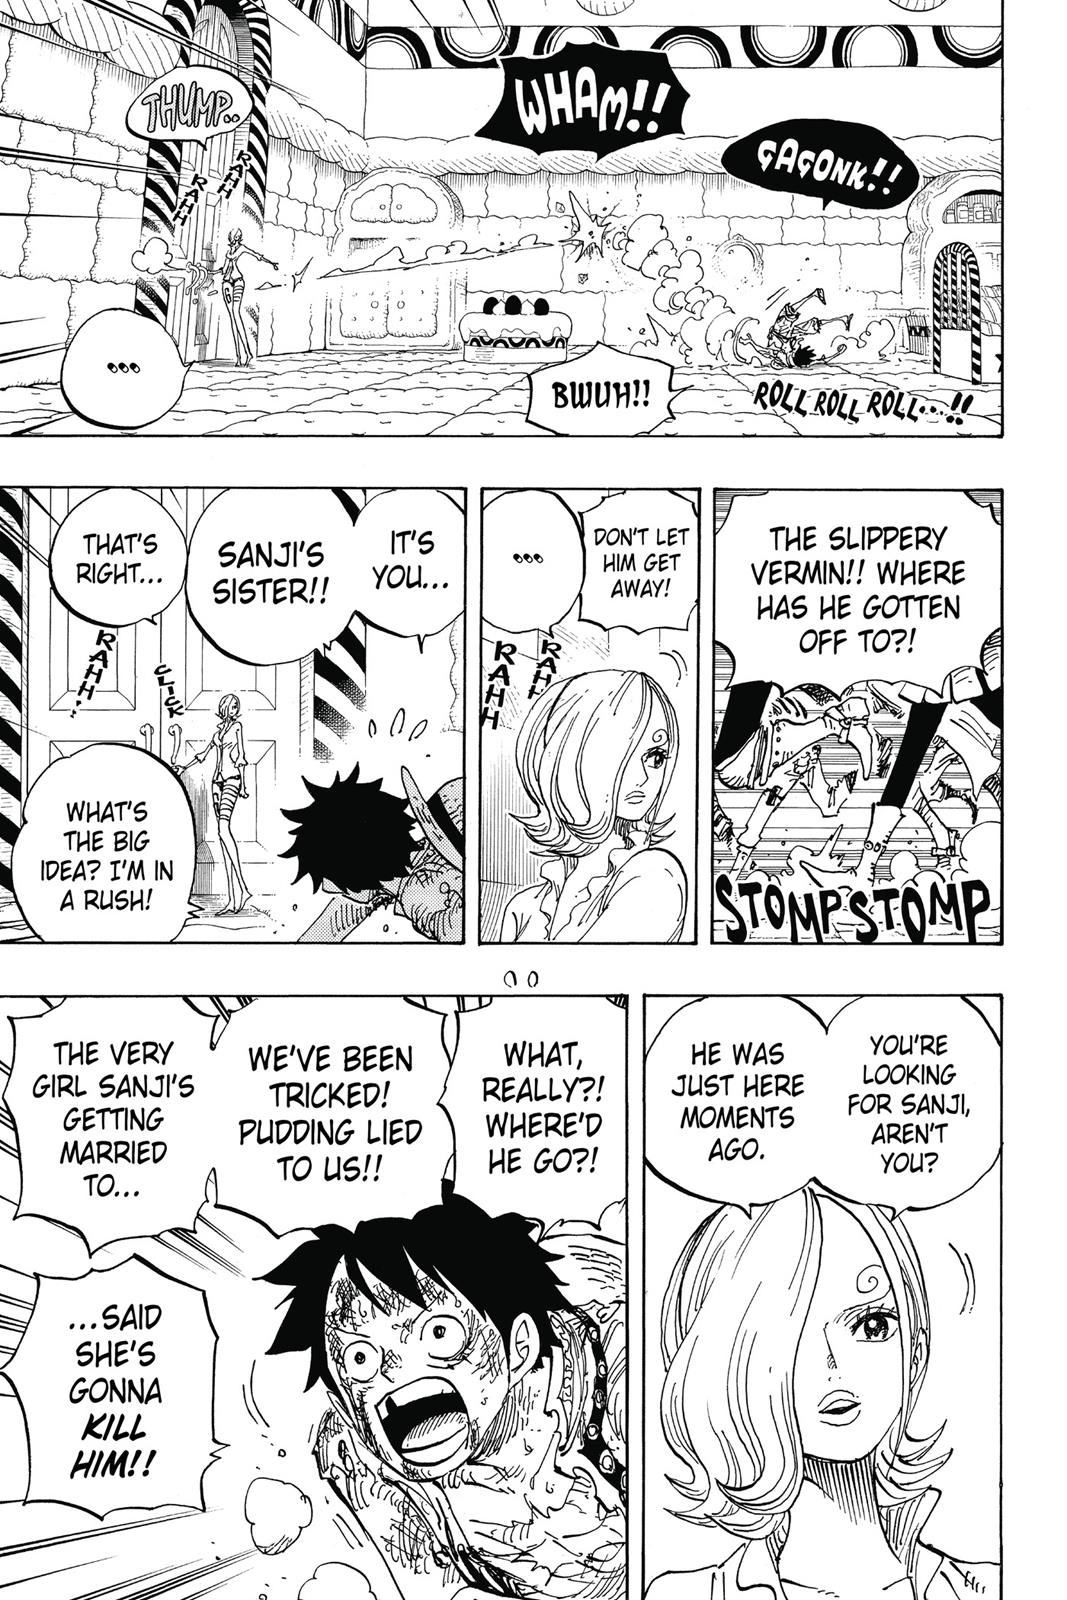 WHAM!!
GAGONK!!
THUMP..
RAHH
RAHH
BWUH!!
ROLL ROLL ROLL...!!
...
THE SLIPPERY
VERMIN!! WHERE
HAS HE GOTTEN
OFF TO?!
STOMP STOMP
DON'T LET
HIM GET
AWAY!
...
RAHH
RAHH
IT'S
YOU...
SANJI'S
SISTER!!
THAT'S
RIGHT...
RAHH...
CLICK
WHAT'S
THE BIG
IDEA? I'M IN
A RUSH!
YOU'RE
LOOKING
FOR SANJI,
AREN'T
YOU?
HE WAS
JUST HERE
MOMENTS
AGO.
WHAT,
REALLY?!
WHERE'D
HE GO?!
WE'VE BEEN
TRICKED!
PUDDING LIED
TO US!!
THE VERY
GIRL SANJI'S
GETTING
MARRIED
TO...
...SAID
SHE'S
GONNA
KILL
HIM!!